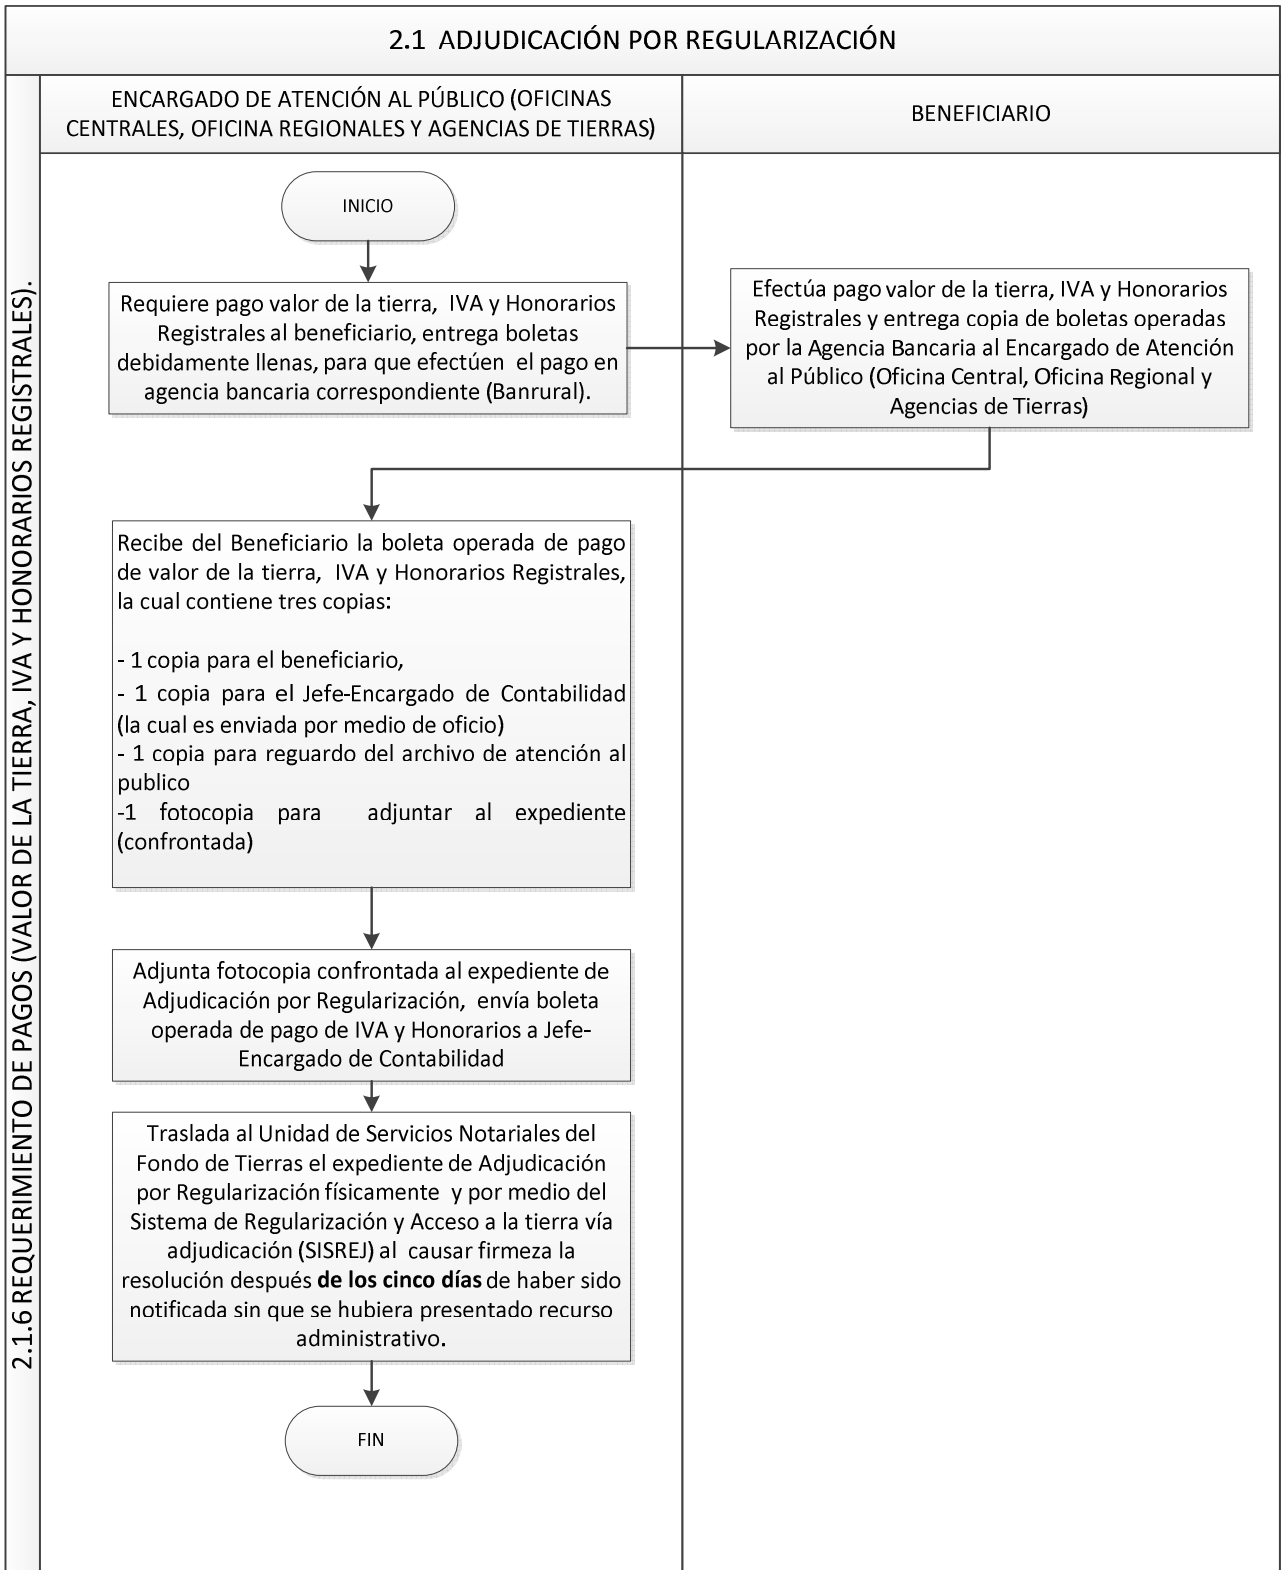 2.1 ADJUDICACIÓN POR REGULARIZACIÓN
2.1.6 REQUERIMIENTO DE PAGOS (VALOR DE LA TIERRA, IVA Y HONORARIOS REGISTRALES).
ENCARGADO DE ATENCIÓN AL PÚBLICO (OFICINAS
CENTRALES, OFICINA REGIONALES Y AGENCIAS DE TIERRAS)
BENEFICIARIO
INICIO
Requiere pago valor de la tierra, IVA y Honorarios
Registrales al beneficiario, entrega boletas
debidamente llenas, para que efectúen el pago en
agencia bancaria correspondiente (Banrural).
Efectúa pago valor de la tierra, IVA y Honorarios
Registrales y entrega copia de boletas operadas
por la Agencia Bancaria al Encargado de Atención
al Público (Oficina Central, Oficina Regional y
Agencias de Tierras)
Recibe del Beneficiario la boleta operada de pago
de valor de la tierra, IVA y Honorarios Registrales,
la cual contiene tres copias:
- 1 copia para el beneficiario,
- 1 copia para el Jefe-Encargado de Contabilidad
(la cual es enviada por medio de oficio)
- 1 copia para reguardo del archivo de atención al
publico
-1 fotocopia para adjuntar al expediente
(confrontada)
Adjunta fotocopia confrontada al expediente de
Adjudicación por Regularización, envía boleta
operada de pago de IVA y Honorarios a Jefe-
Encargado de Contabilidad
Traslada al Unidad de Servicios Notariales del
Fondo de Tierras el expediente de Adjudicación
por Regularización físicamente y por medio del
Sistema de Regularización y Acceso a la tierra vía
adjudicación (SISREJ) al causar firmeza la
resolución después de los cinco días de haber sido
notificada sin que se hubiera presentado recurso
administrativo.
FIN